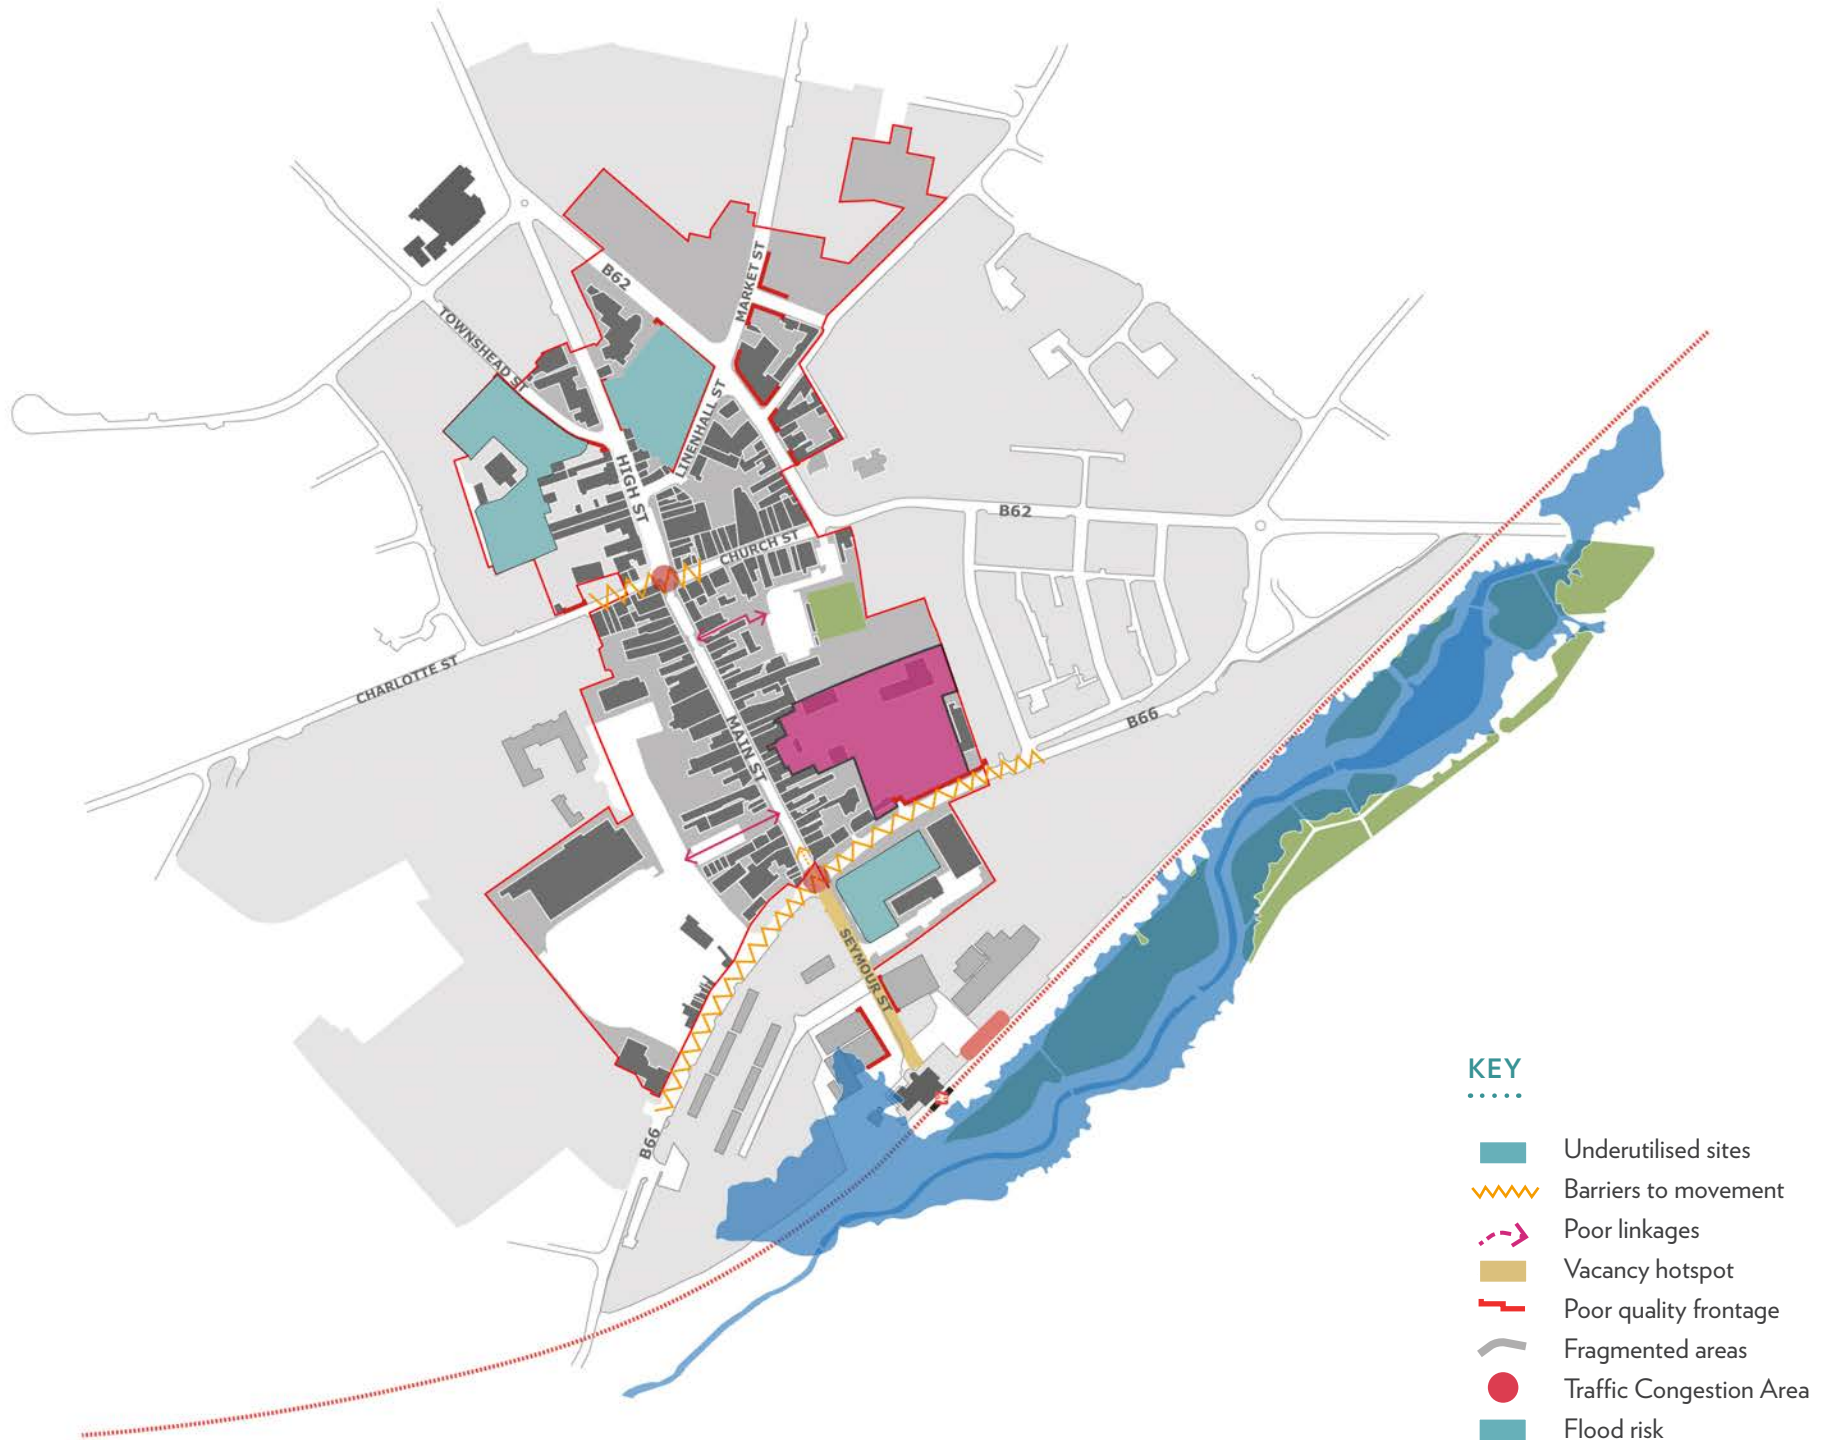 B62
MARKET ST
TOWNSHEAD ST
LINENHALL ST
HIGH ST
B62
CHURCH ST
CHARLOTTE ST
MAIN ST
B66
SEYMOUR ST
B66
KEY
Underutilised sites
Barriers to movement
Poor linkages
Vacancy hotspot
Poor quality frontage
Fragmented areas
Traffic Congestion Area
Flood risk